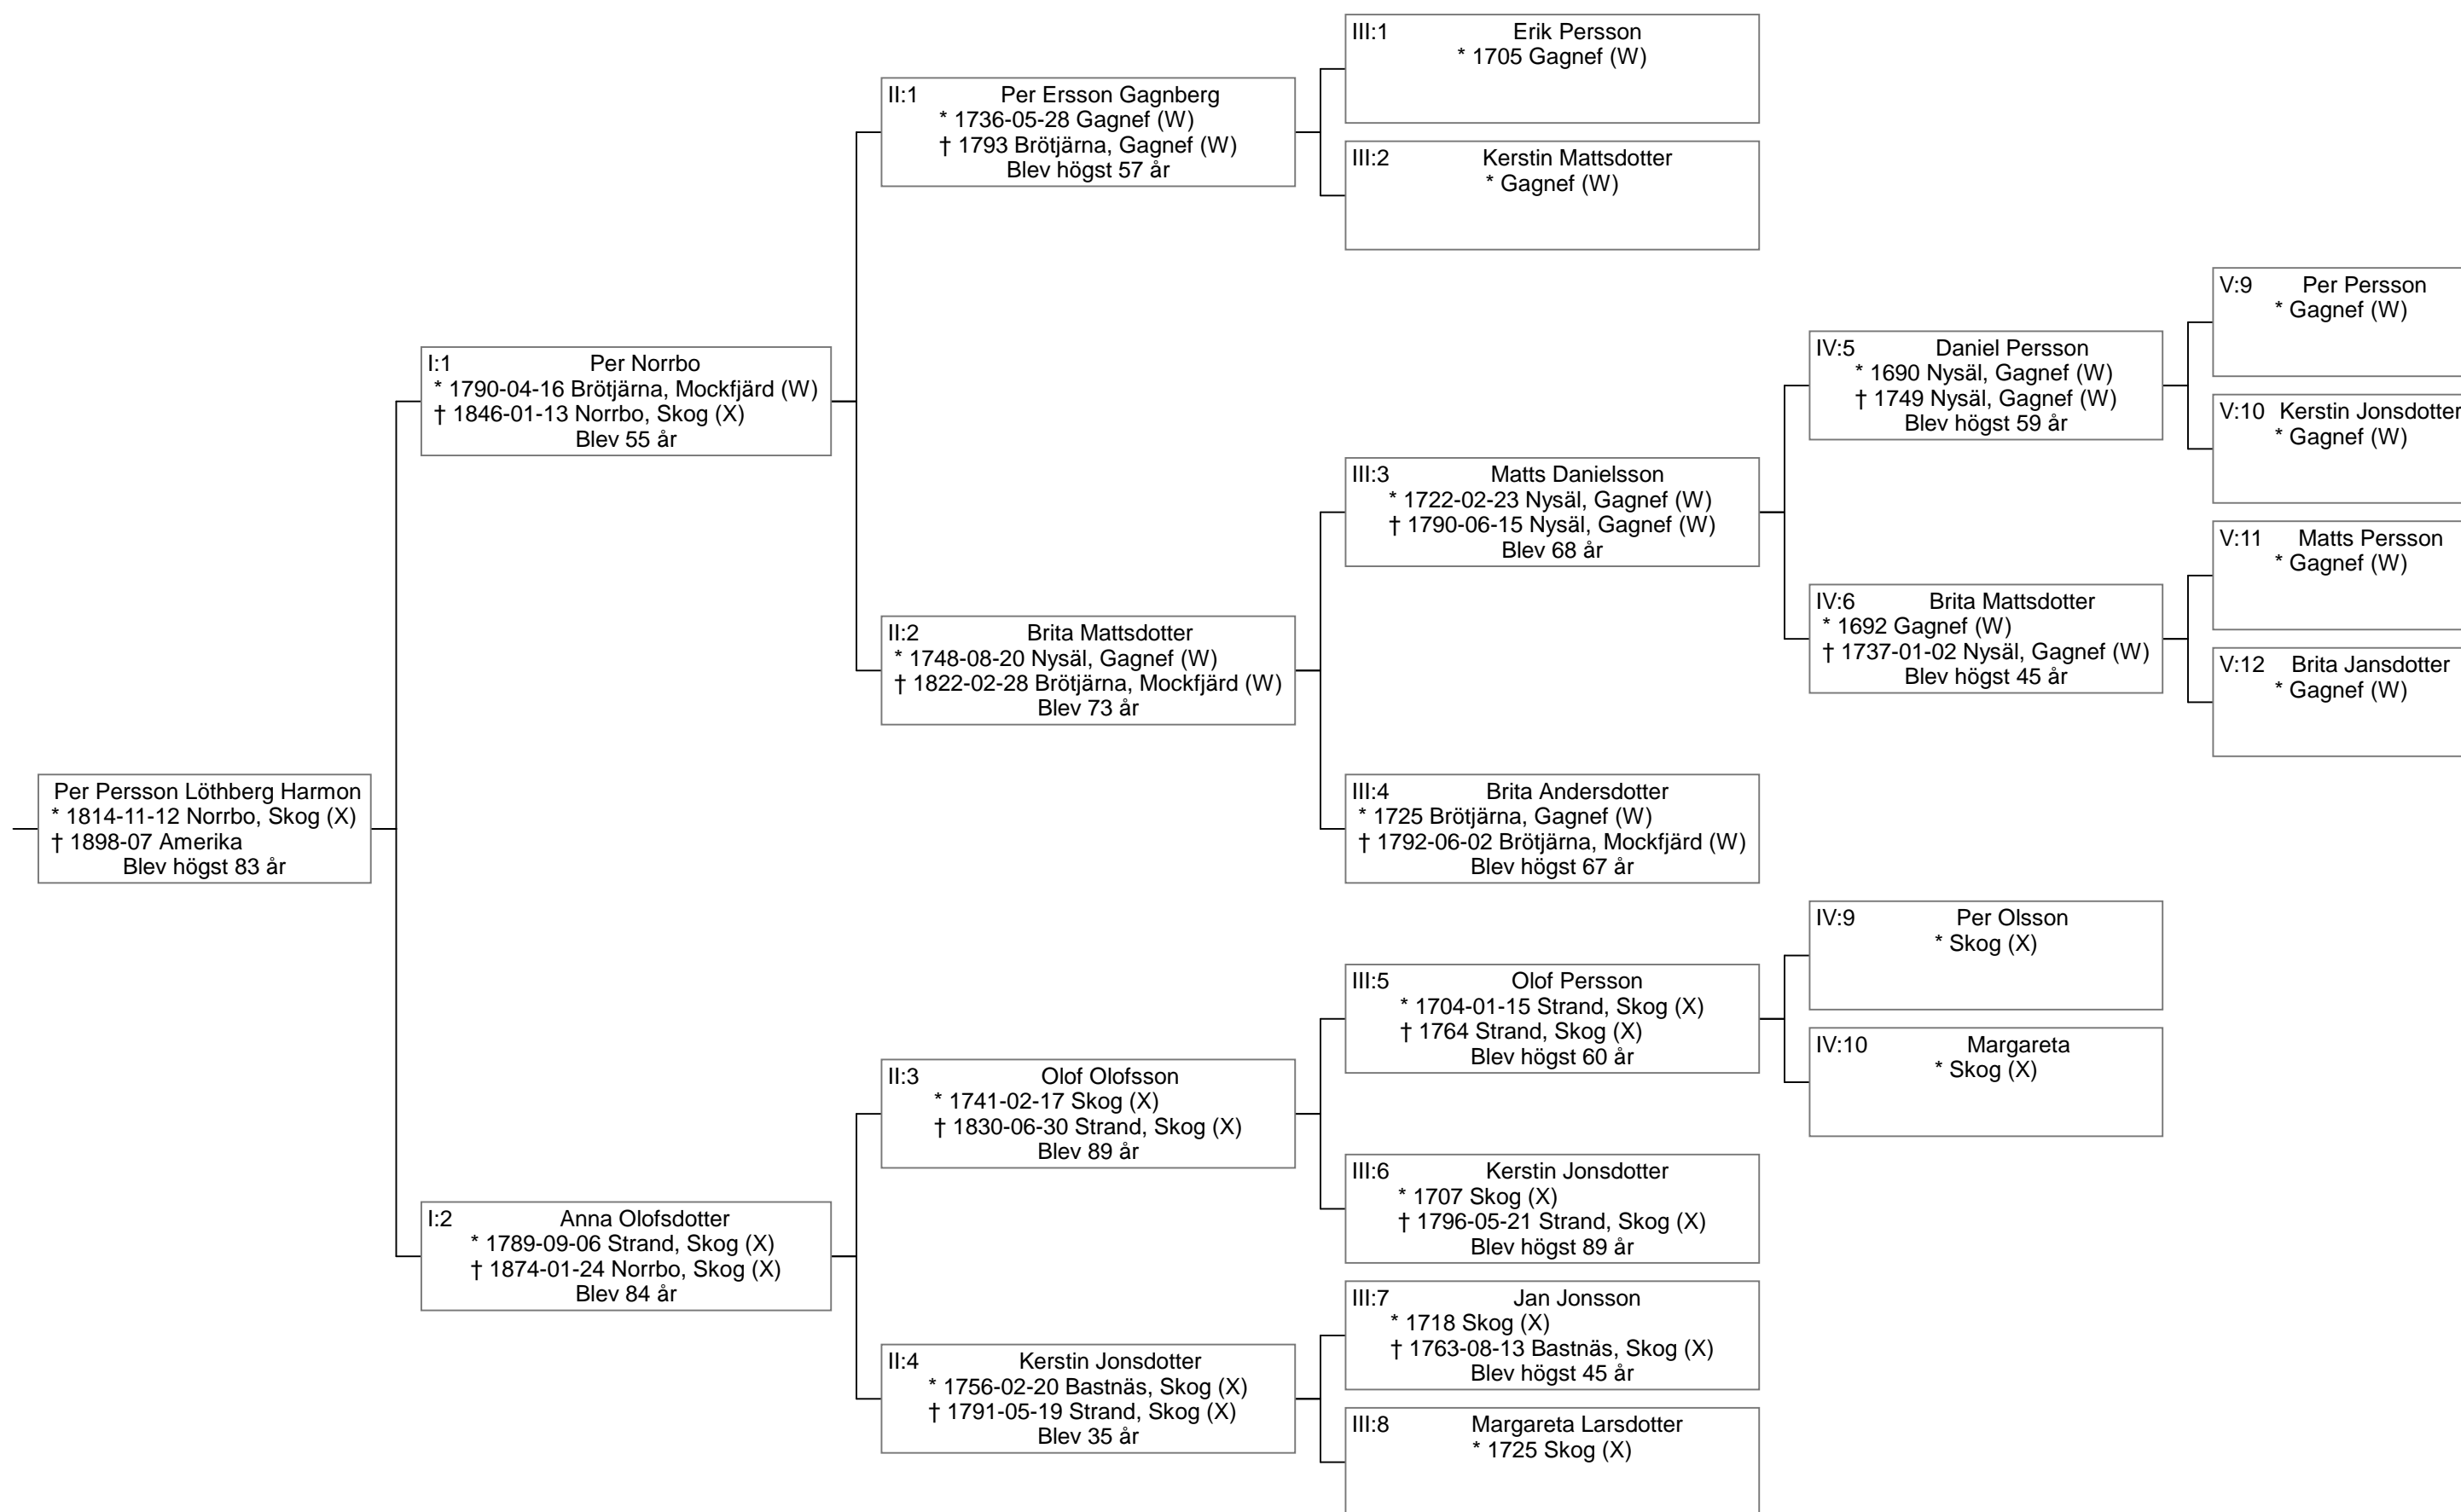 Per Persson Löthberg Harmon
* 1814-11-12 Norrbo, Skog (X)
† 1898-07 Amerika
Blev högst 83 år
I:1 Per Norrbo
* 1790-04-16 Brötjärna, Mockfjärd (W)
† 1846-01-13 Norrbo, Skog (X)
Blev 55 år
I:2 Anna Olofsdotter
* 1789-09-06 Strand, Skog (X)
† 1874-01-24 Norrbo, Skog (X)
Blev 84 år
II:1 Per Ersson Gagnberg
* 1736-05-28 Gagnef (W)
† 1793 Brötjärna, Gagnef (W)
Blev högst 57 år
II:2 Brita Mattsdotter
* 1748-08-20 Nysäl, Gagnef (W)
† 1822-02-28 Brötjärna, Mockfjärd (W)
Blev 73 år
II:3 Olof Olofsson
* 1741-02-17 Skog (X)
† 1830-06-30 Strand, Skog (X)
Blev 89 år
II:4 Kerstin Jonsdotter
* 1756-02-20 Bastnäs, Skog (X)
† 1791-05-19 Strand, Skog (X)
Blev 35 år
III:1 Erik Persson
* 1705 Gagnef (W)
III:2 Kerstin Mattsdotter
* Gagnef (W)
III:3 Matts Danielsson
* 1722-02-23 Nysäl, Gagnef (W)
† 1790-06-15 Nysäl, Gagnef (W)
Blev 68 år
III:4 Brita Andersdotter
* 1725 Brötjärna, Gagnef (W)
† 1792-06-02 Brötjärna, Mockfjärd (W)
Blev högst 67 år
III:5 Olof Persson
* 1704-01-15 Strand, Skog (X)
† 1764 Strand, Skog (X)
Blev högst 60 år
III:6 Kerstin Jonsdotter
* 1707 Skog (X)
† 1796-05-21 Strand, Skog (X)
Blev högst 89 år
III:7 Jan Jonsson
* 1718 Skog (X)
† 1763-08-13 Bastnäs, Skog (X)
Blev högst 45 år
III:8 Margareta Larsdotter
* 1725 Skog (X)
IV:5 Daniel Persson
* 1690 Nysäl, Gagnef (W)
† 1749 Nysäl, Gagnef (W)
Blev högst 59 år
IV:6 Brita Mattsdotter
* 1692 Gagnef (W)
† 1737-01-02 Nysäl, Gagnef (W)
Blev högst 45 år
IV:9 Per Olsson
* Skog (X)
IV:10 Margareta
* Skog (X)
V:9 Per Persson
* Gagnef (W)
V:10 Kerstin Jonsdotter
* Gagnef (W)
V:11 Matts Persson
* Gagnef (W)
V:12 Brita Jansdotter
* Gagnef (W)